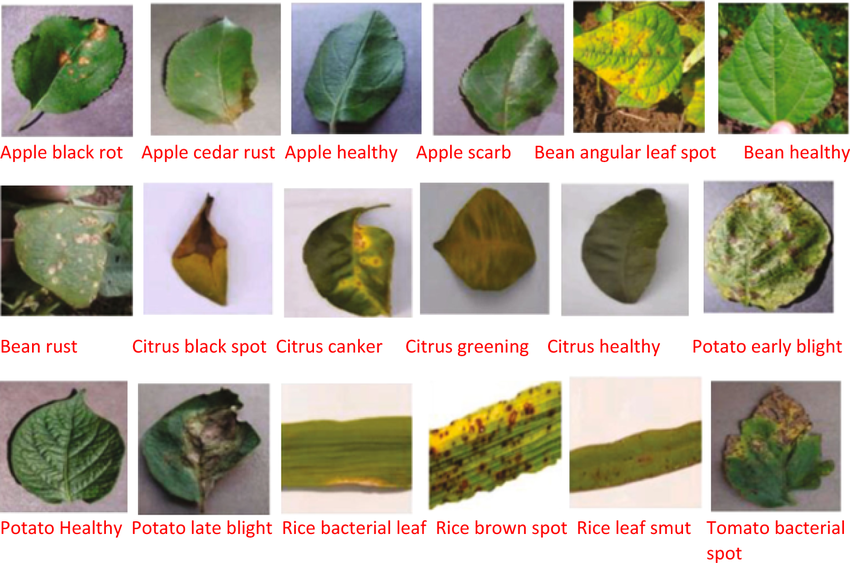 Apple black rot Apple cedar rust Apple healthy Apple scarb Bean angular leaf spot Bean healthy
Bean rust Citrus black spot Citrus canker Citrus greening Citrus healthy Potato early blight
Potato Healthy Potato late blight Rice bacterial leaf Rice brown spot Rice leaf smut Tomato bacterial
spot